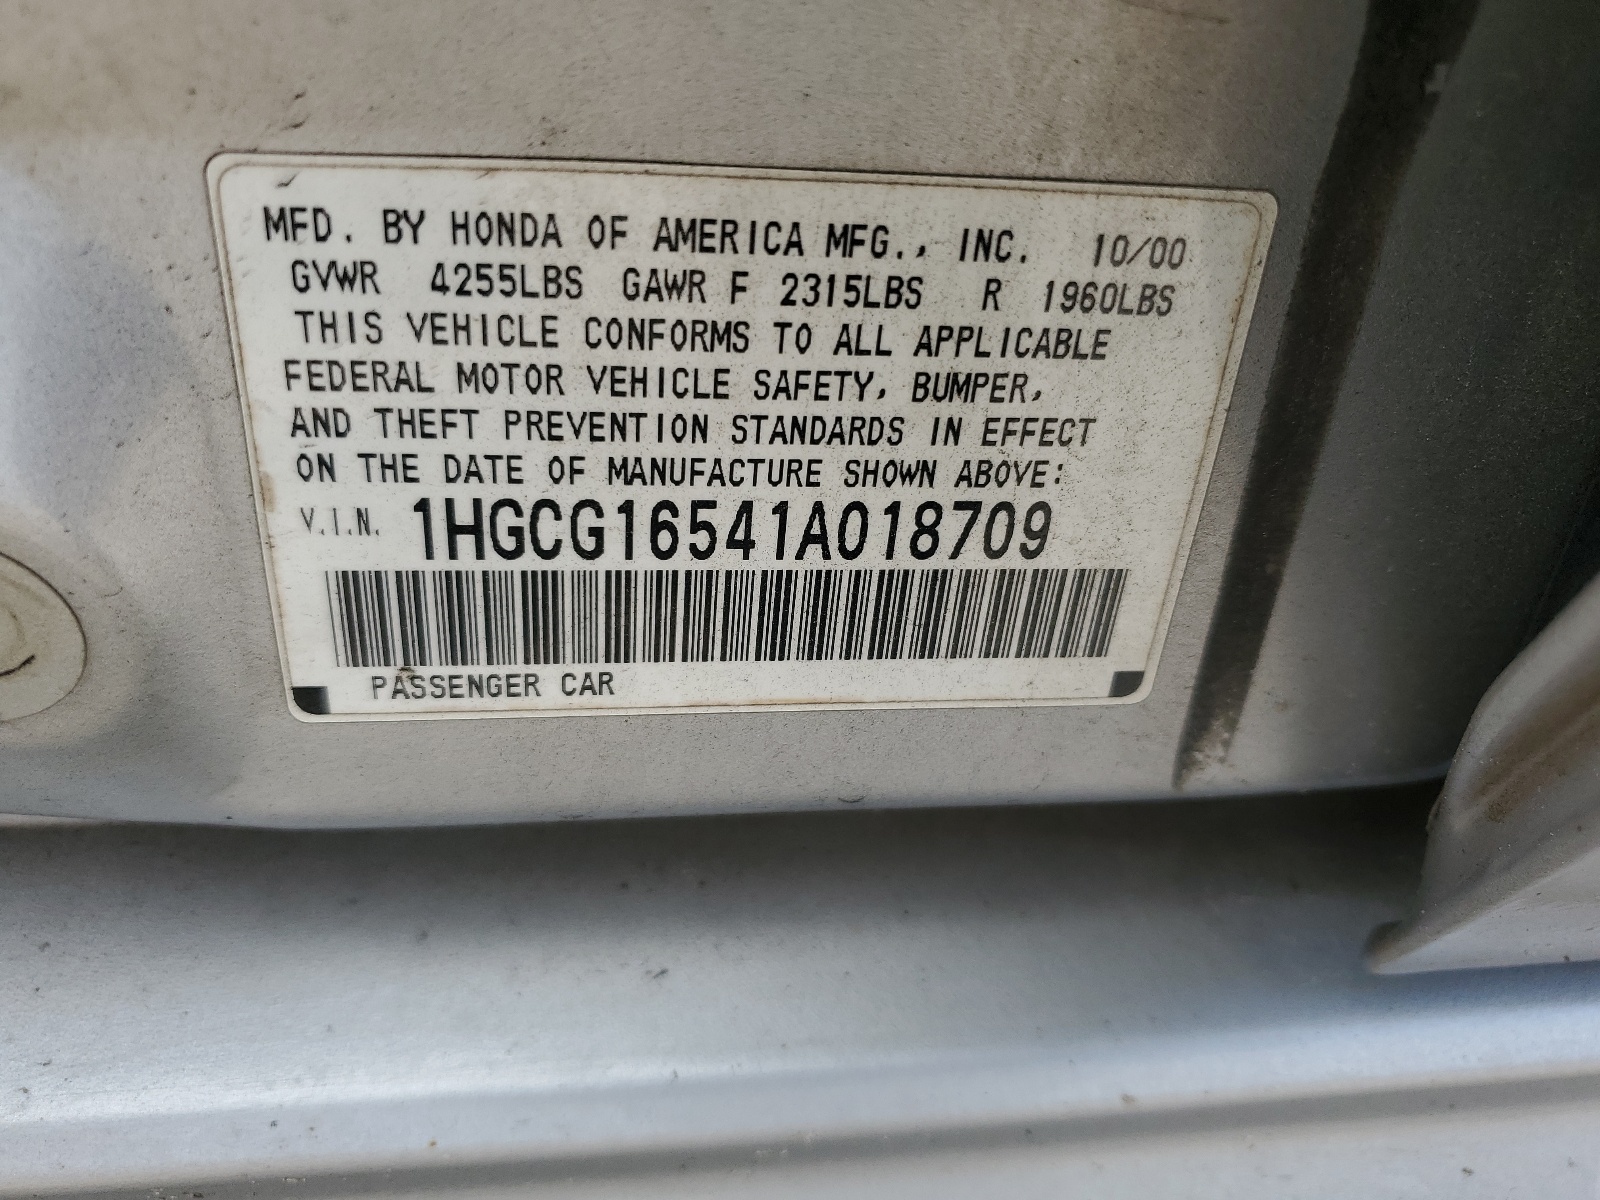 MFD. BY HONDA OF AMERICA MFG., INC. 10/00
GVWR 4255LBS GAWR F 2315LBS R 1960LBS
THIS VEHICLE CONFORMS TO ALL APPLICABLE
FEDERAL MOTOR VEHICLE SAFETY, BUMPER,
AND THEFT PREVENTION STANDARDS IN EFFECT
ON THE DATE OF MANUFACTURE SHOWN ABOVE:
V.I.N. 1HGCG16541A018709
PASSENGER CAR